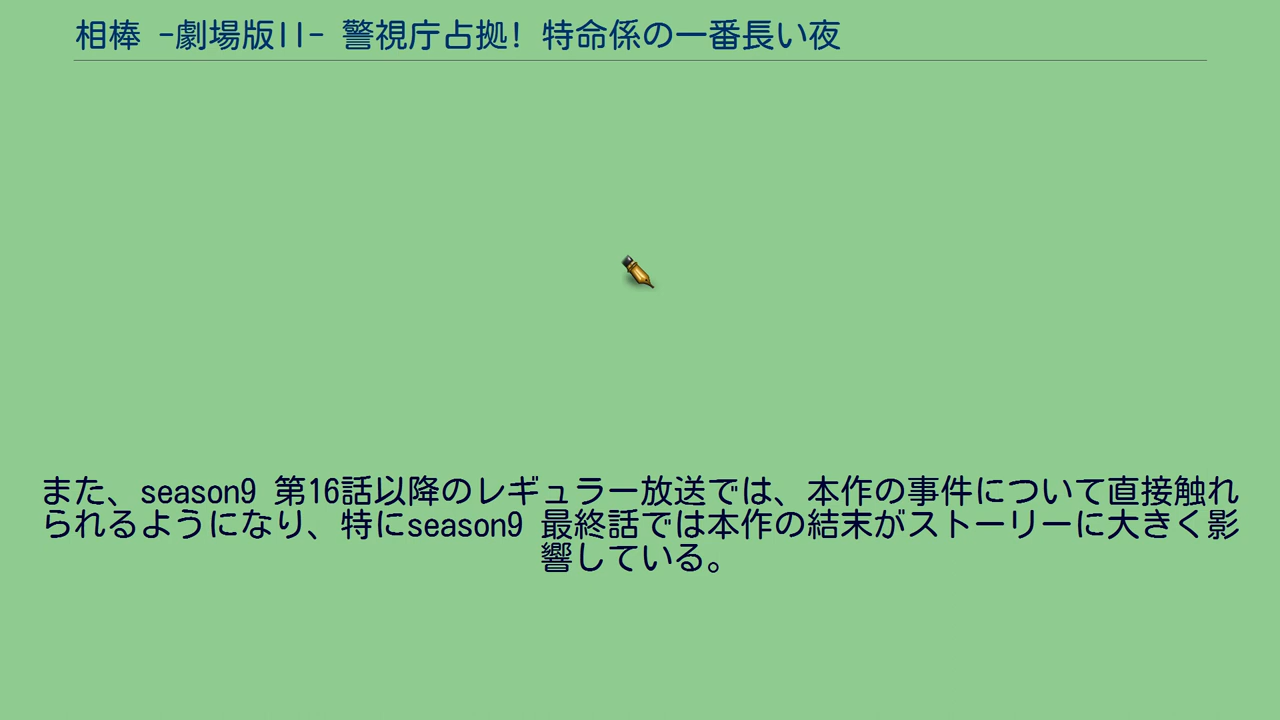 相棒 -劇場版II- 警視庁占拠! 特命係の一番長い夜
また、season9 第16話以降のレギュラー放送では、本作の事件について直接触れ
られるようになり、特にseason9 最終話では本作の結末がストーリーに大きく影
響している。